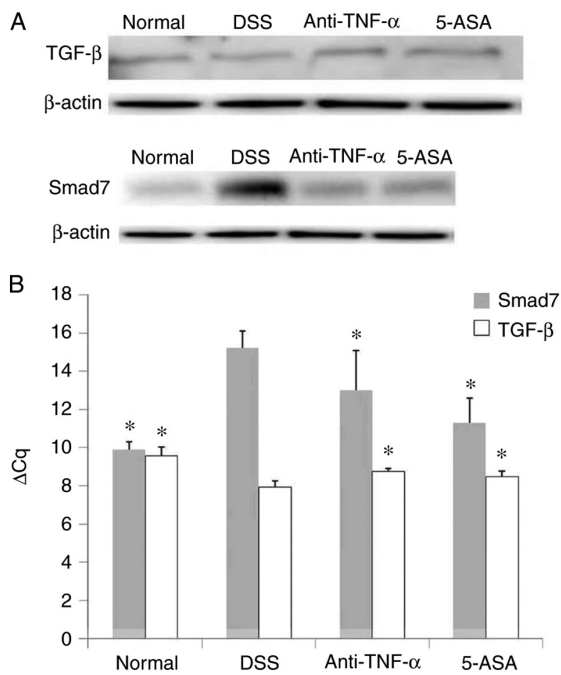 A
Normal DSS Anti-TNF-α 5-ASA
TGF-β
β-actin
Normal DSS Anti-TNF-α 5-ASA
Smad7
β-actin
B
18
16
14
12
10
8
6
4
2
0
ΔCq
Smad7
TGF-β
* * * * * *
Normal DSS Anti-TNF-α 5-ASA